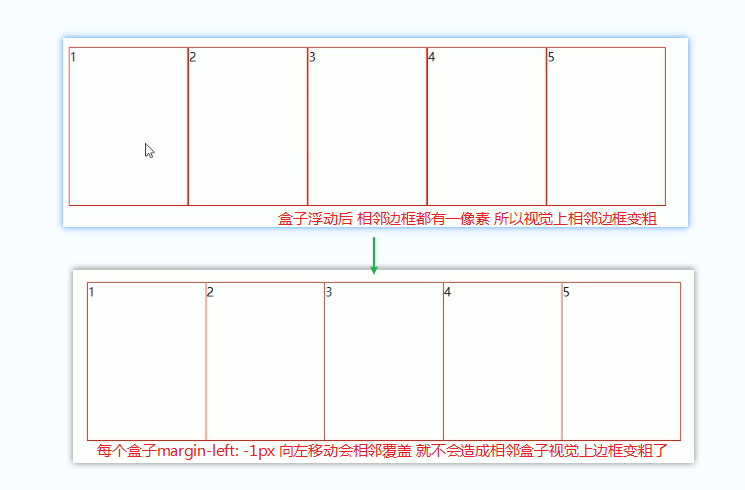 1 2 3 4 5
盒子浮动后 相邻边框都有一像素 所以视觉上相邻边框变粗
1 2 3 4 5
每个盒子margin-left: -1px 向左移动会相邻覆盖 就不会造成相邻盒子视觉上边框变粗了